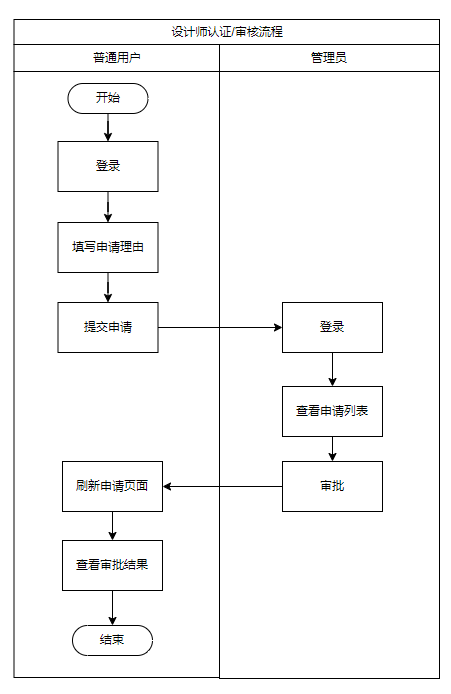 设计师认证/审核流程
普通用户
管理员
开始
登录
填写申请理由
提交申请
登录
查看申请列表
刷新申请页面
审批
查看审批结果
结束